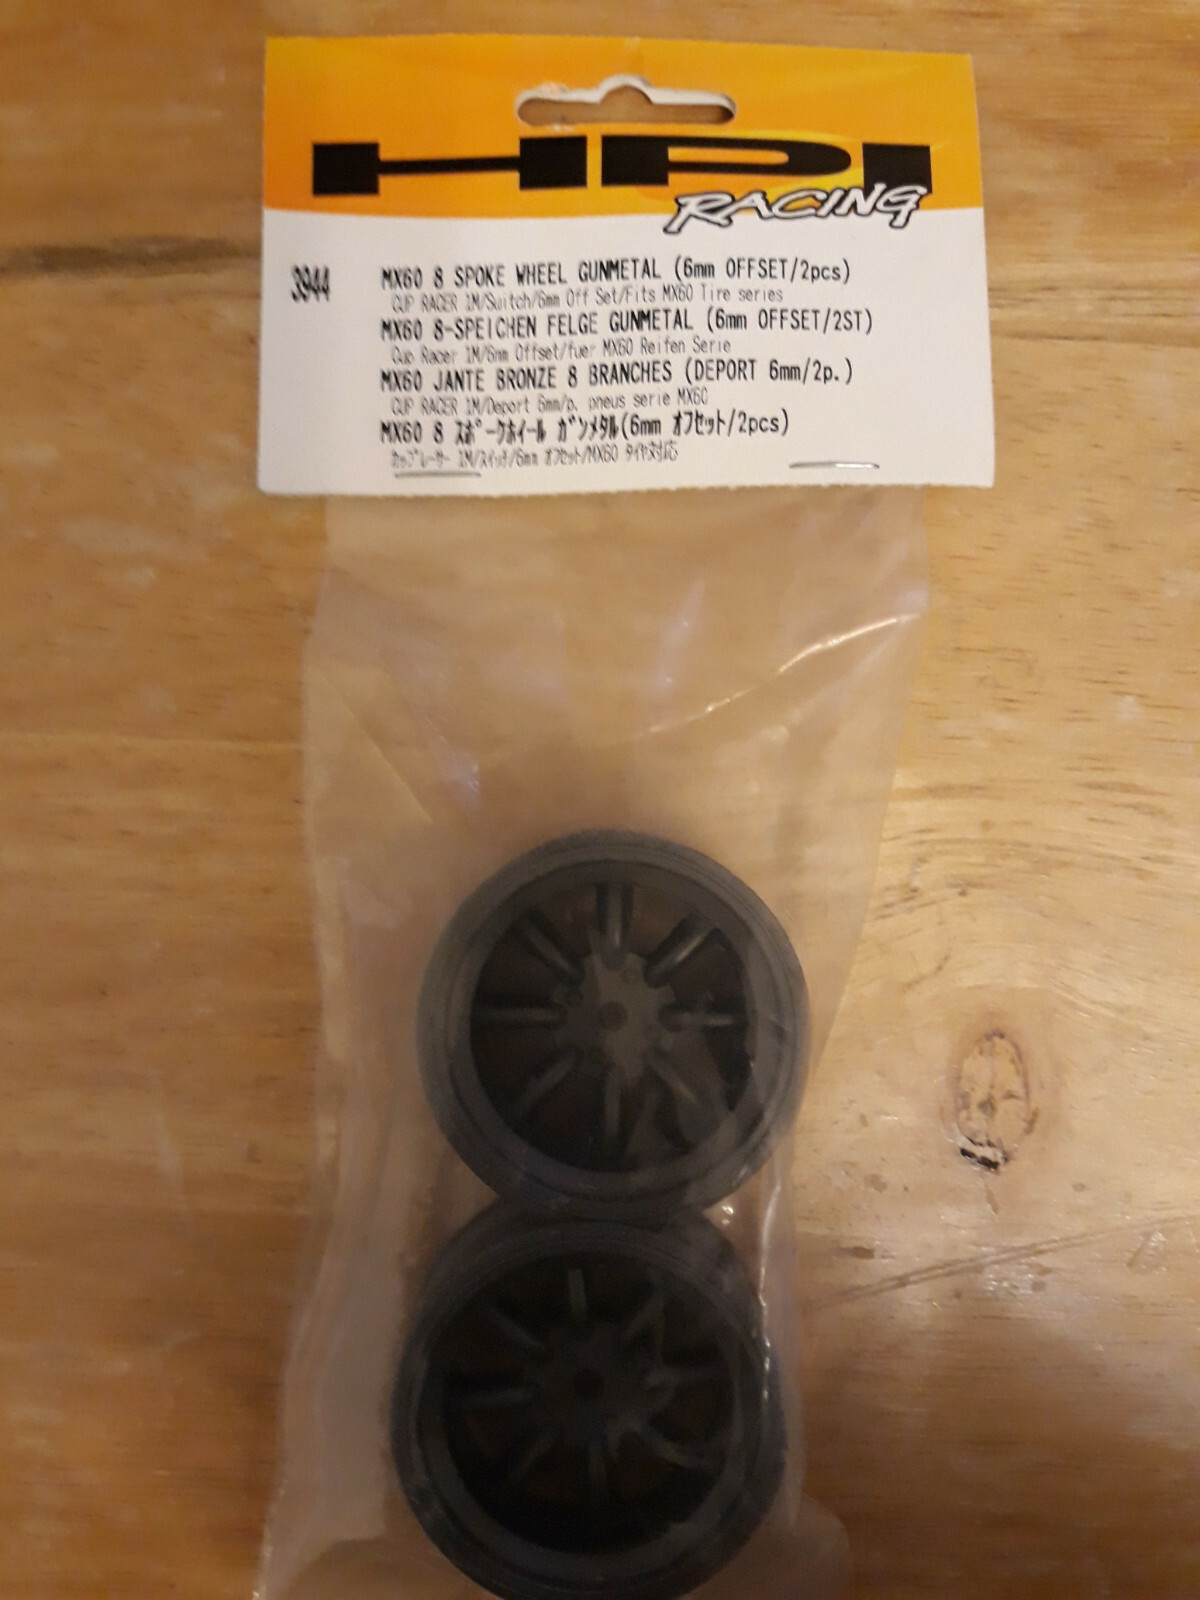 HPI
RACING
3944
MX60 8 SPOKE WHEEL GUNMETAL (6mm OFFSET/2pcs)
CUP RACER 1M/Switch/6mm Off Set/Fits MX60 Tire series
MX60 8-SPEICHEN FELGE GUNMETAL (6mm OFFSET/2ST)
Cup Racer 1M/6mm Offset/fuer MX60 Reifen Serie
MX60 JANTE BRONZE 8 BRANCHES (DEPORT 6mm/2p.)
CUP RACER 1M/Deport 6mm/p. pneus serie MX60
MX60 8 ｽﾎﾟｰｸﾎｲｰﾙ ｶﾞﾝﾒﾀﾙ(6mm ｵﾌｾｯﾄ/2pcs)
ｶｯﾌﾟﾚｰｻｰ 1M/ｽｲｯﾁ/6mm ｵﾌｾｯﾄ/MX60 ﾀｲﾔ対応